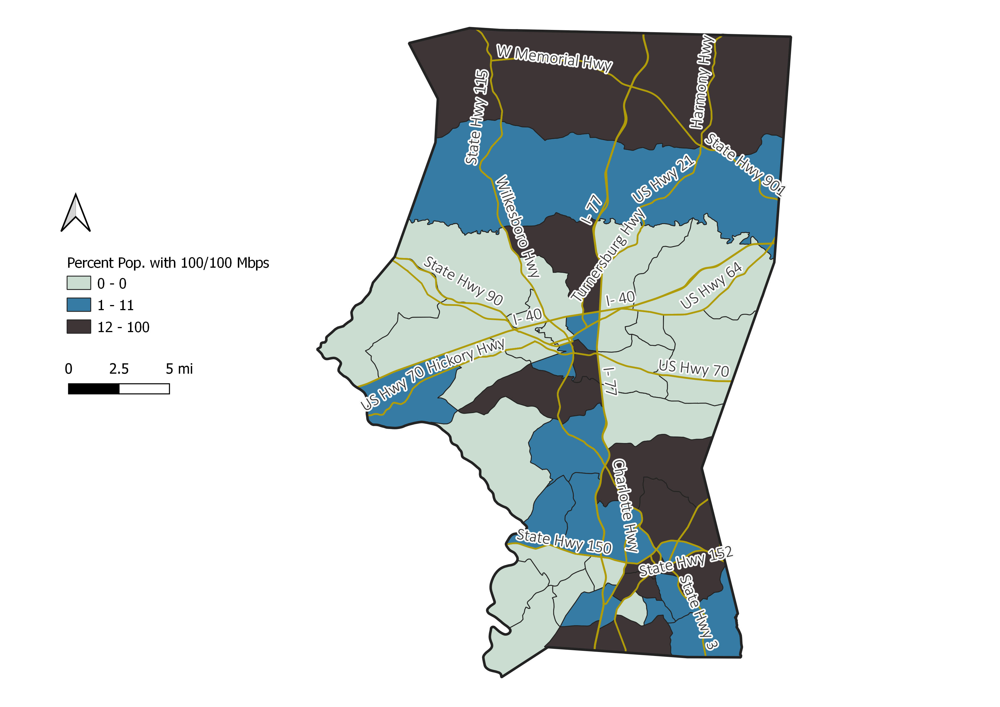 W Memorial Hwy
Harmony Hwy
State Hwy 115
State Hwy 901
US Hwy 21
Wilkesboro Hwy
I- 77
Turnersburg Hwy
State Hwy 90
US Hwy 64
I- 40
I- 40
Percent Pop. with 100/100 Mbps
0 - 0
1 - 11
12 - 100
0 2.5 5 mi
US Hwy 70 Hickory Hwy
US Hwy 70
I- 77
Charlotte Hwy
State Hwy 150
State Hwy 152
State Hwy 3